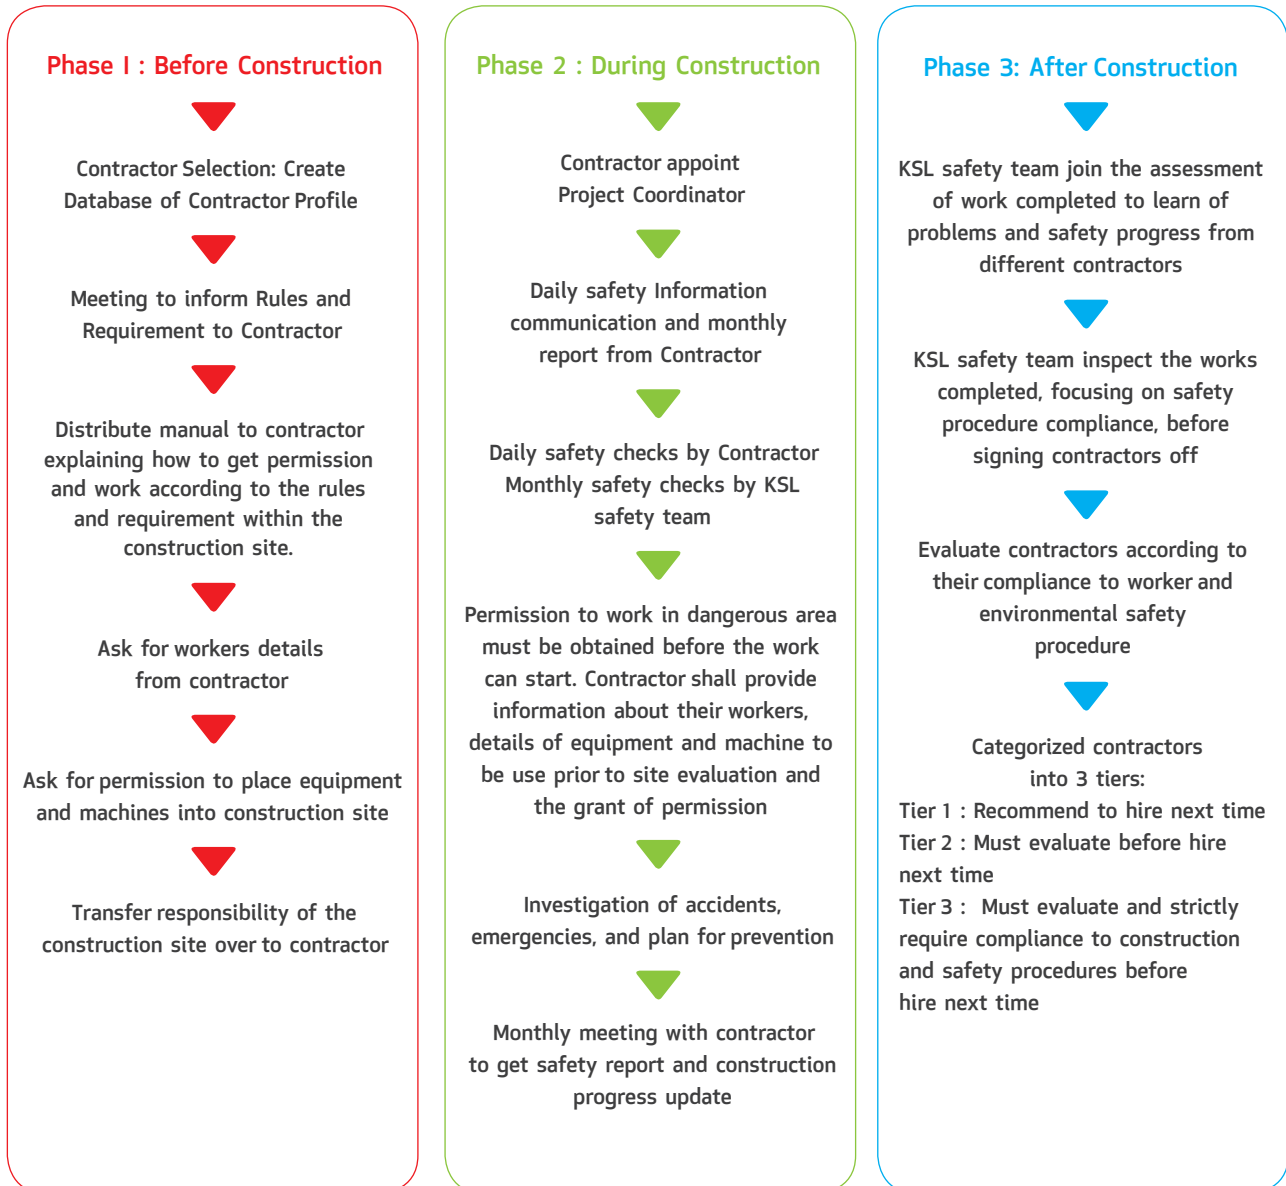 Phase I : Before Construction
Contractor Selection: Create
Database of Contractor Profile
Meeting to inform Rules and
Requirement to Contractor
Distribute manual to contractor
explaining how to get permission
and work according to the rules
and requirement within the
construction site.
Ask for workers details
from contractor
Ask for permission to place equipment
and machines into construction site
Transfer responsibility of the
construction site over to contractor
Phase 2 : During Construction
Contractor appoint
Project Coordinator
Daily safety Information
communication and monthly
report from Contractor
Daily safety checks by Contractor
Monthly safety checks by KSL
safety team
Permission to work in dangerous area
must be obtained before the work
can start. Contractor shall provide
information about their workers,
details of equipment and machine to
be use prior to site evaluation and
the grant of permission
Investigation of accidents,
emergencies, and plan for prevention
Monthly meeting with contractor
to get safety report and construction
progress update
Phase 3: After Construction
KSL safety team join the assessment
of work completed to learn of
problems and safety progress from
different contractors
KSL safety team inspect the works
completed, focusing on safety
procedure compliance, before
signing contractors off
Evaluate contractors according to
their compliance to worker and
environmental safety
procedure
Categorized contractors
into 3 tiers:
Tier 1 : Recommend to hire next time
Tier 2 : Must evaluate before hire
next time
Tier 3 : Must evaluate and strictly
require compliance to construction
and safety procedures before
hire next time